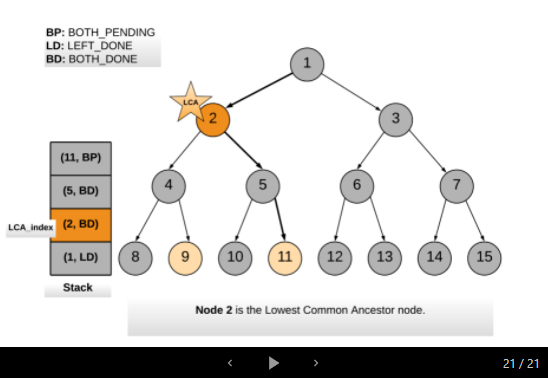 BP: BOTH_PENDING
LD: LEFT_DONE
BD: BOTH_DONE
1
LCA
2
3
(11, BP)
(5, BD)
4
5
6
7
LCA_index
(2, BD)
(1, LD)
8
9
10
11
12
13
14
15
Stack
Node 2 is the Lowest Common Ancestor node.
21 / 21